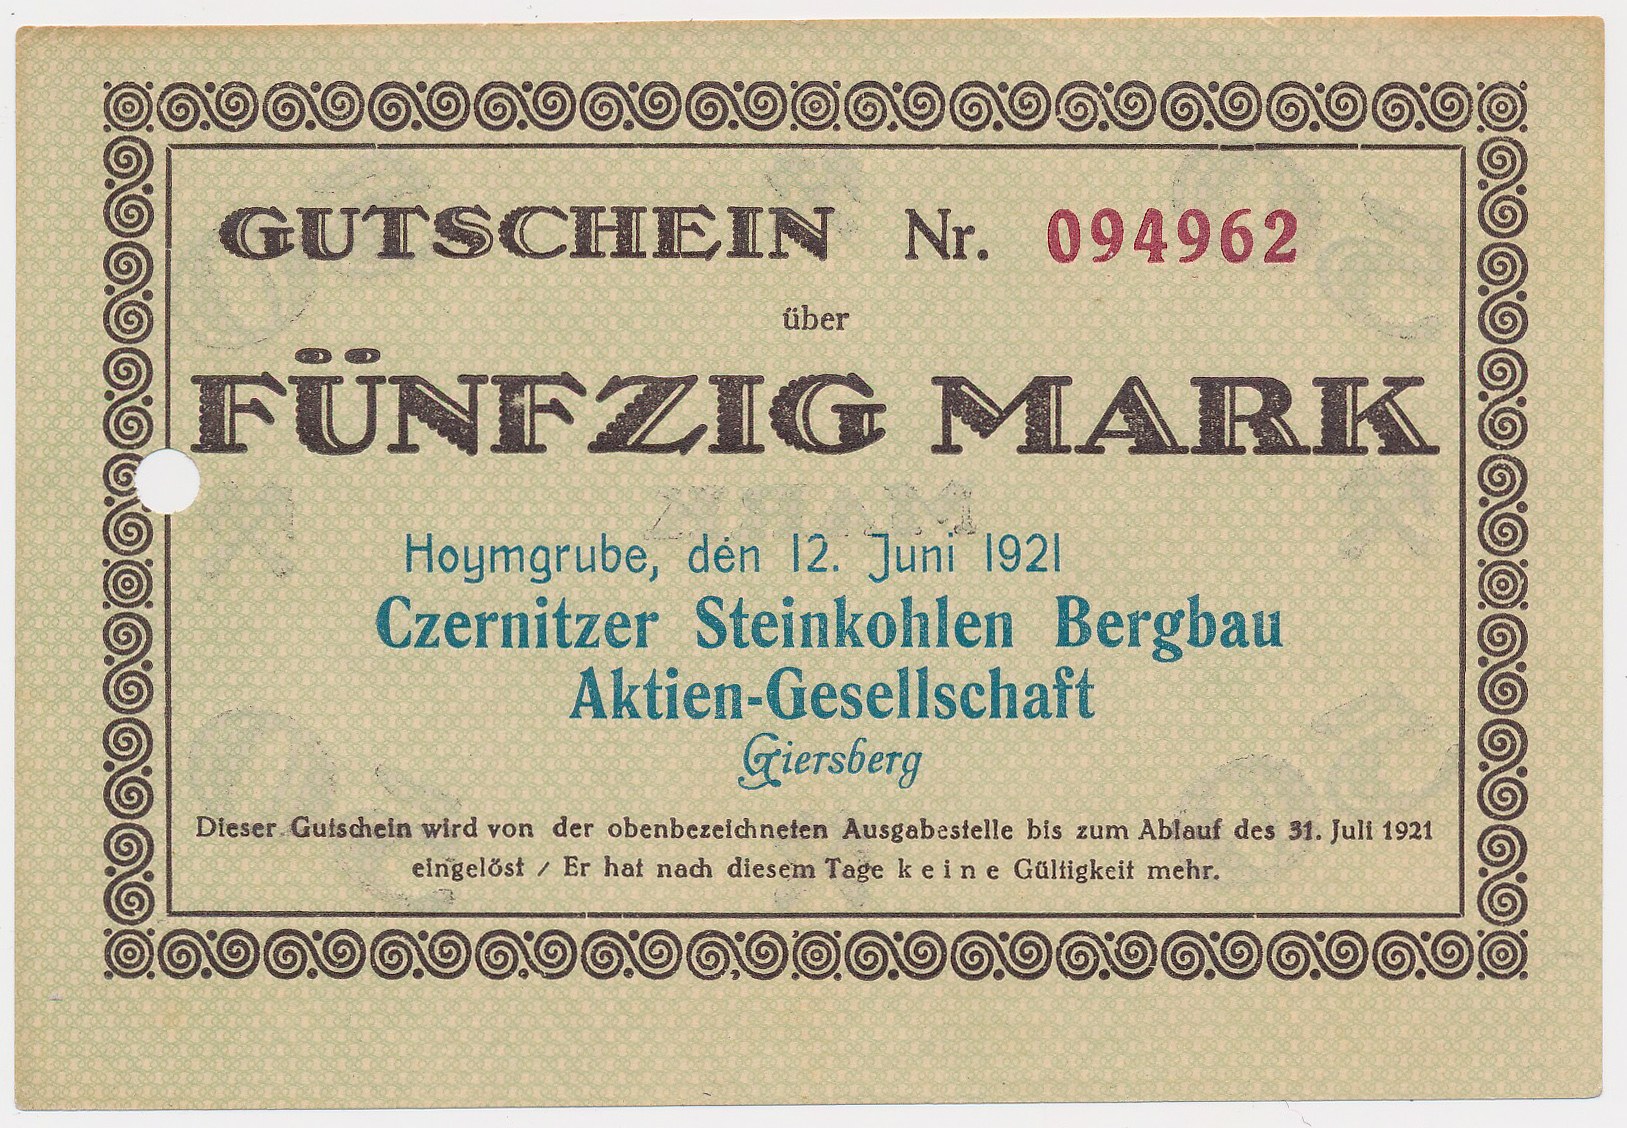 GUTSCHEIN Nr. 094962
über
FÜNFZIG MARK
Hoymgrube, den 12. Juni 1921
Czernitzer Steinkohlen Bergbau
Aktien-Gesellschaft
Giersberg
Dieser Gutschein wird von der obenbezeichneten Ausgabestelle bis zum Ablauf des 31. Juli 1921
eingelöst / Er hat nach diesem Tage k e i n e Gültigkeit mehr.